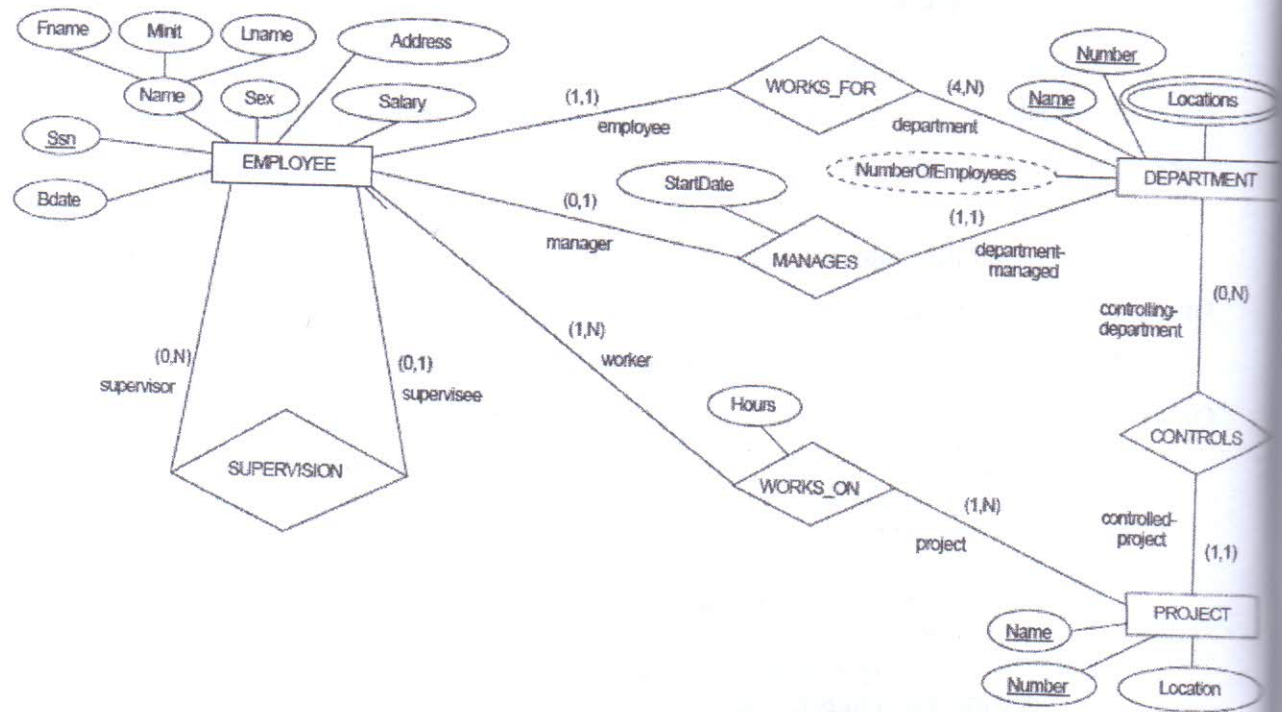 Fname
Minit
Lname
Address
Number
Name
Sex
Salary
(1,1)
WORKS_FOR
(4,N)
Name
Locations
Ssn
employee
department
EMPLOYEE
StartDate
NumberOfEmployees
DEPARTMENT
Bdate
(0,1)
(1,1)
manager
MANAGES
department-
managed
(0,N)
controlling-
department
(1,N)
worker
(0,N)
supervisor
(0,1)
supervisee
Hours
CONTROLS
SUPERVISION
WORKS_ON
(1,N)
project
controlled-
project
(1,1)
PROJECT
Name
Number
Location